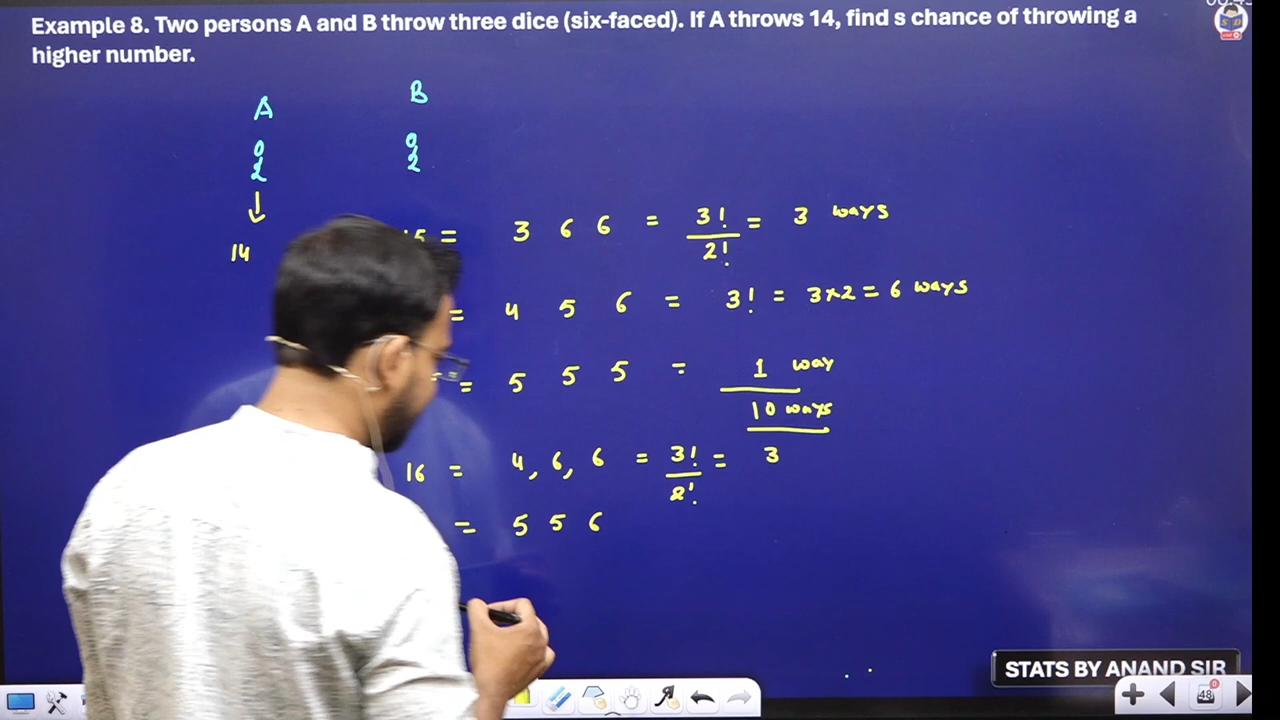 Example 8. Two persons A and B throw three dice (six-faced). If A throws 14, find s chance of throwing a
higher number.
A B
14
15 = 3 6 6 = 3!/2! = 3 ways
= 4 5 6 = 3! = 3×2 = 6 ways
= 5 5 5 = 1 way
10 ways
16 = 4, 6, 6 = 3!/2! = 3
= 5 5 6
STATS BY ANAND SIR
48